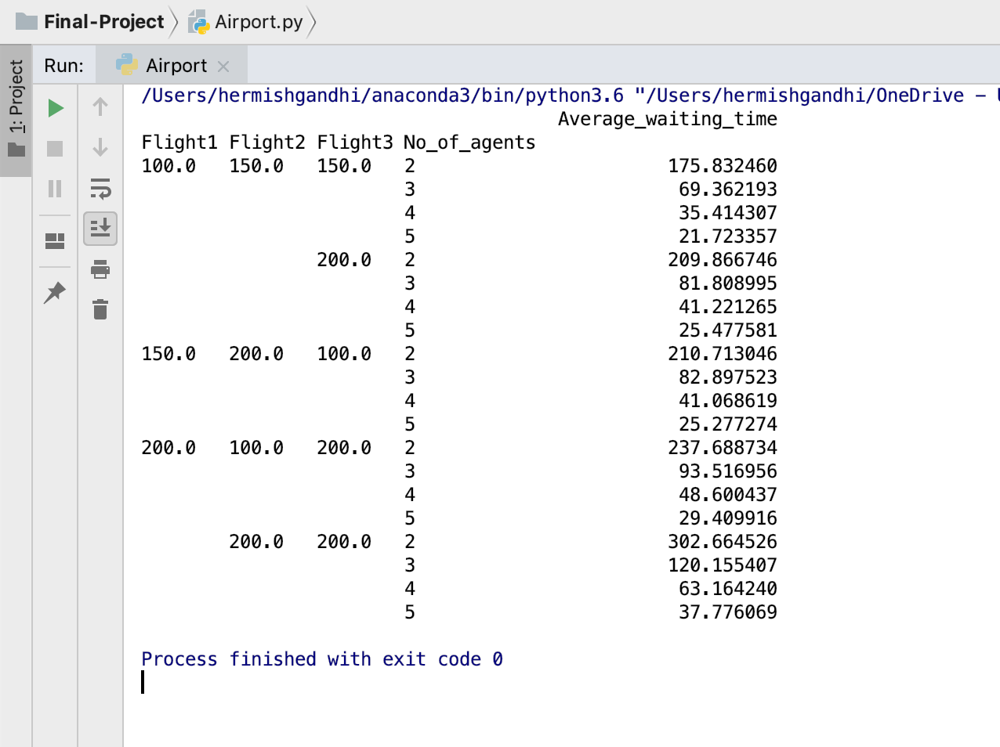 Final-Project
Airport.py
1: Project
Run:
Airport
/Users/hermishgandhi/anaconda3/bin/python3.6 "/Users/hermishgandhi/OneDrive – U
Average_waiting_time
Flight1 Flight2 Flight3 No_of_agents
100.0 150.0 150.0 2 175.832460
3 69.362193
4 35.414307
5 21.723357
200.0 2 209.866746
3 81.808995
4 41.221265
5 25.477581
150.0 200.0 100.0 2 210.713046
3 82.897523
4 41.068619
5 25.277274
200.0 100.0 200.0 2 237.688734
3 93.516956
4 48.600437
5 29.409916
200.0 200.0 2 302.664526
3 120.155407
4 63.164240
5 37.776069
Process finished with exit code 0